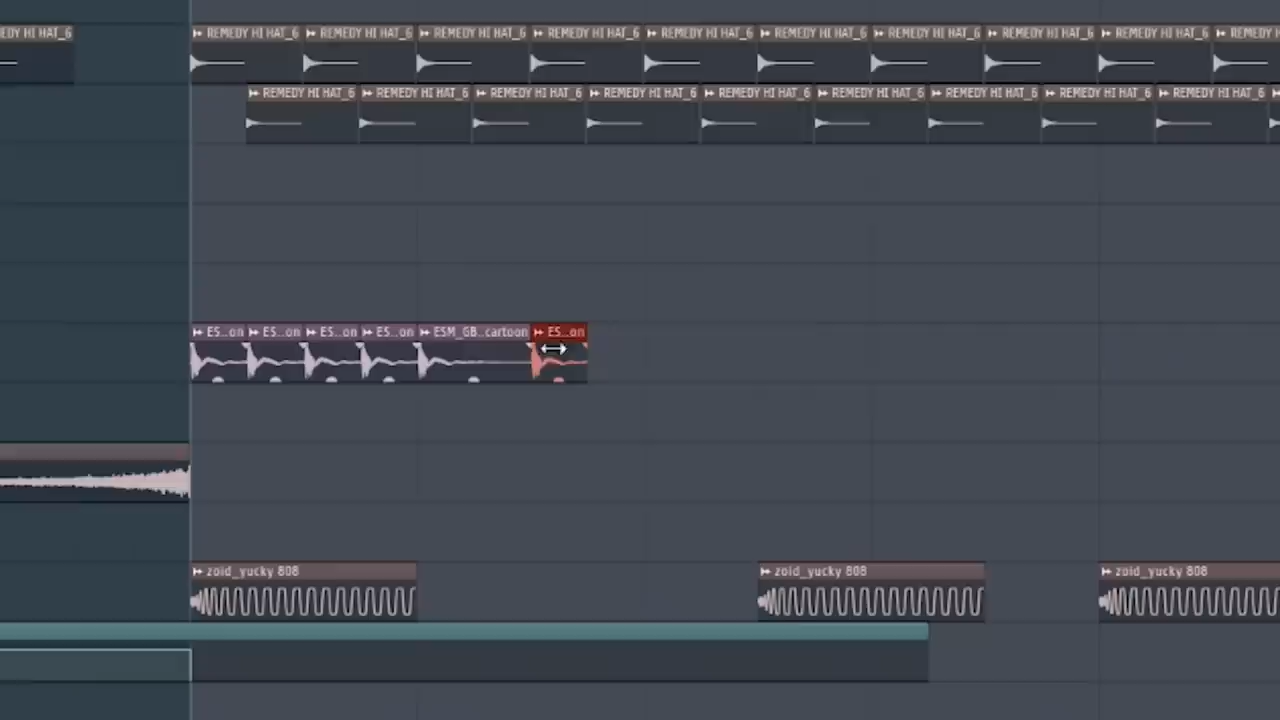 EDY HI HAT_6 REMEDY HI HAT_6 REMEDY HI HAT_6 REMEDY HI HAT_6 REMEDY HI HAT_6 REMEDY HI HAT_6 REMEDY HI HAT_6 REMEDY HI HAT_6 REMEDY HI HAT_6 REMEDY HI HAT_6 REMEDY H
REMEDY HI HAT_6 REMEDY HI HAT_6 REMEDY HI HAT_6 REMEDY HI HAT_6 REMEDY HI HAT_6 REMEDY HI HAT_6 REMEDY HI HAT_6 REMEDY HI HAT_6 REMEDY HI HAT_6
ES..on ES..on ES..on ES..on ESM_GB..cartoon ES..on
zoid_yucky 808 zoid_yucky 808 zoid_yucky 808